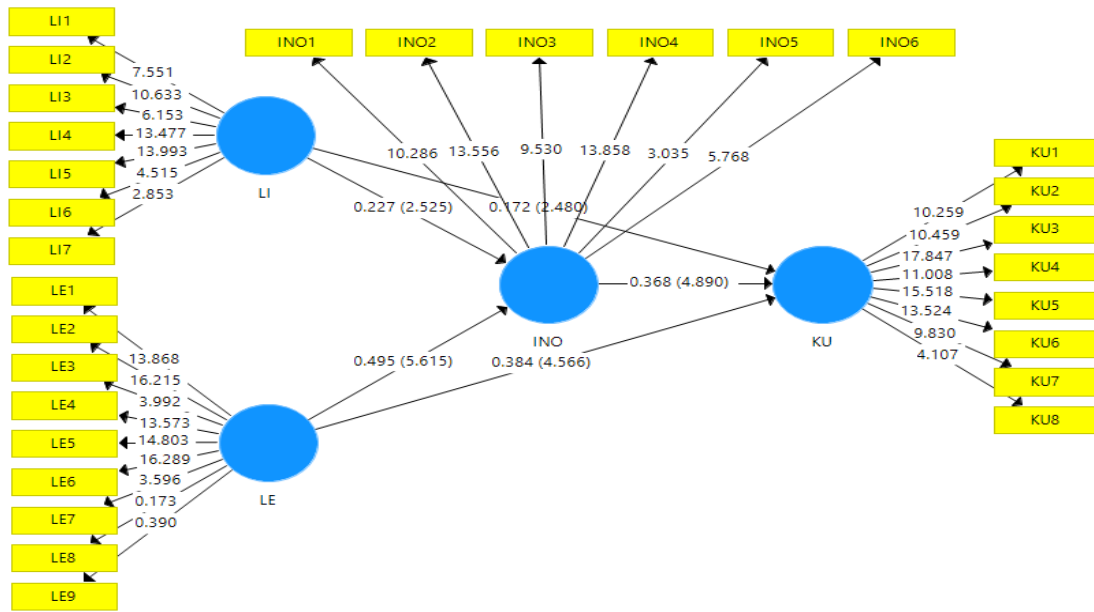 LI1
LI2
LI3
LI4
LI5
LI6
LI7
7.551
10.633
6.153
13.477
13.993
4.515
2.853
LI
INO1
INO2
INO3
INO4
INO5
INO6
10.286
13.556
9.530
13.858
3.035
5.768
0.227 (2.525)
0.172 (2.480)
INO
0.368 (4.890)
KU
KU1
KU2
KU3
KU4
KU5
KU6
KU7
KU8
10.259
10.459
17.847
11.008
15.518
13.524
9.830
4.107
LE1
LE2
LE3
LE4
LE5
LE6
LE7
LE8
LE9
13.868
16.215
3.992
13.573
14.803
16.289
3.596
0.173
0.390
LE
0.495 (5.615)
0.384 (4.566)